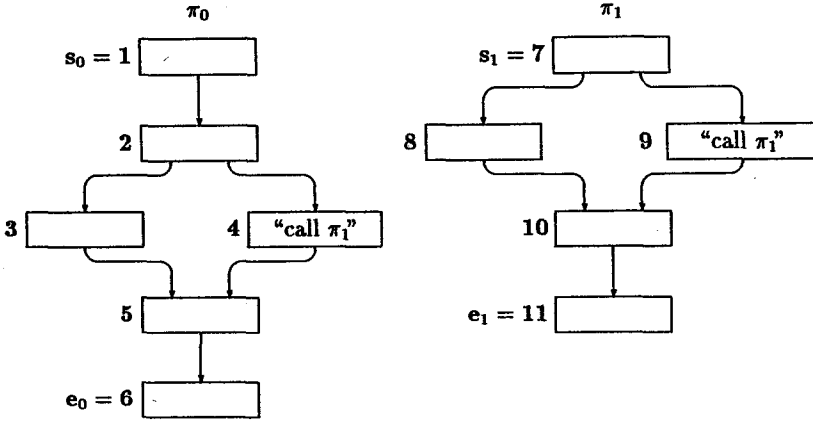 π₀ π₁
s₀ = 1 s₁ = 7
2 8 9 "call π₁"
3 4 "call π₁" 10
5 e₁ = 11
e₀ = 6